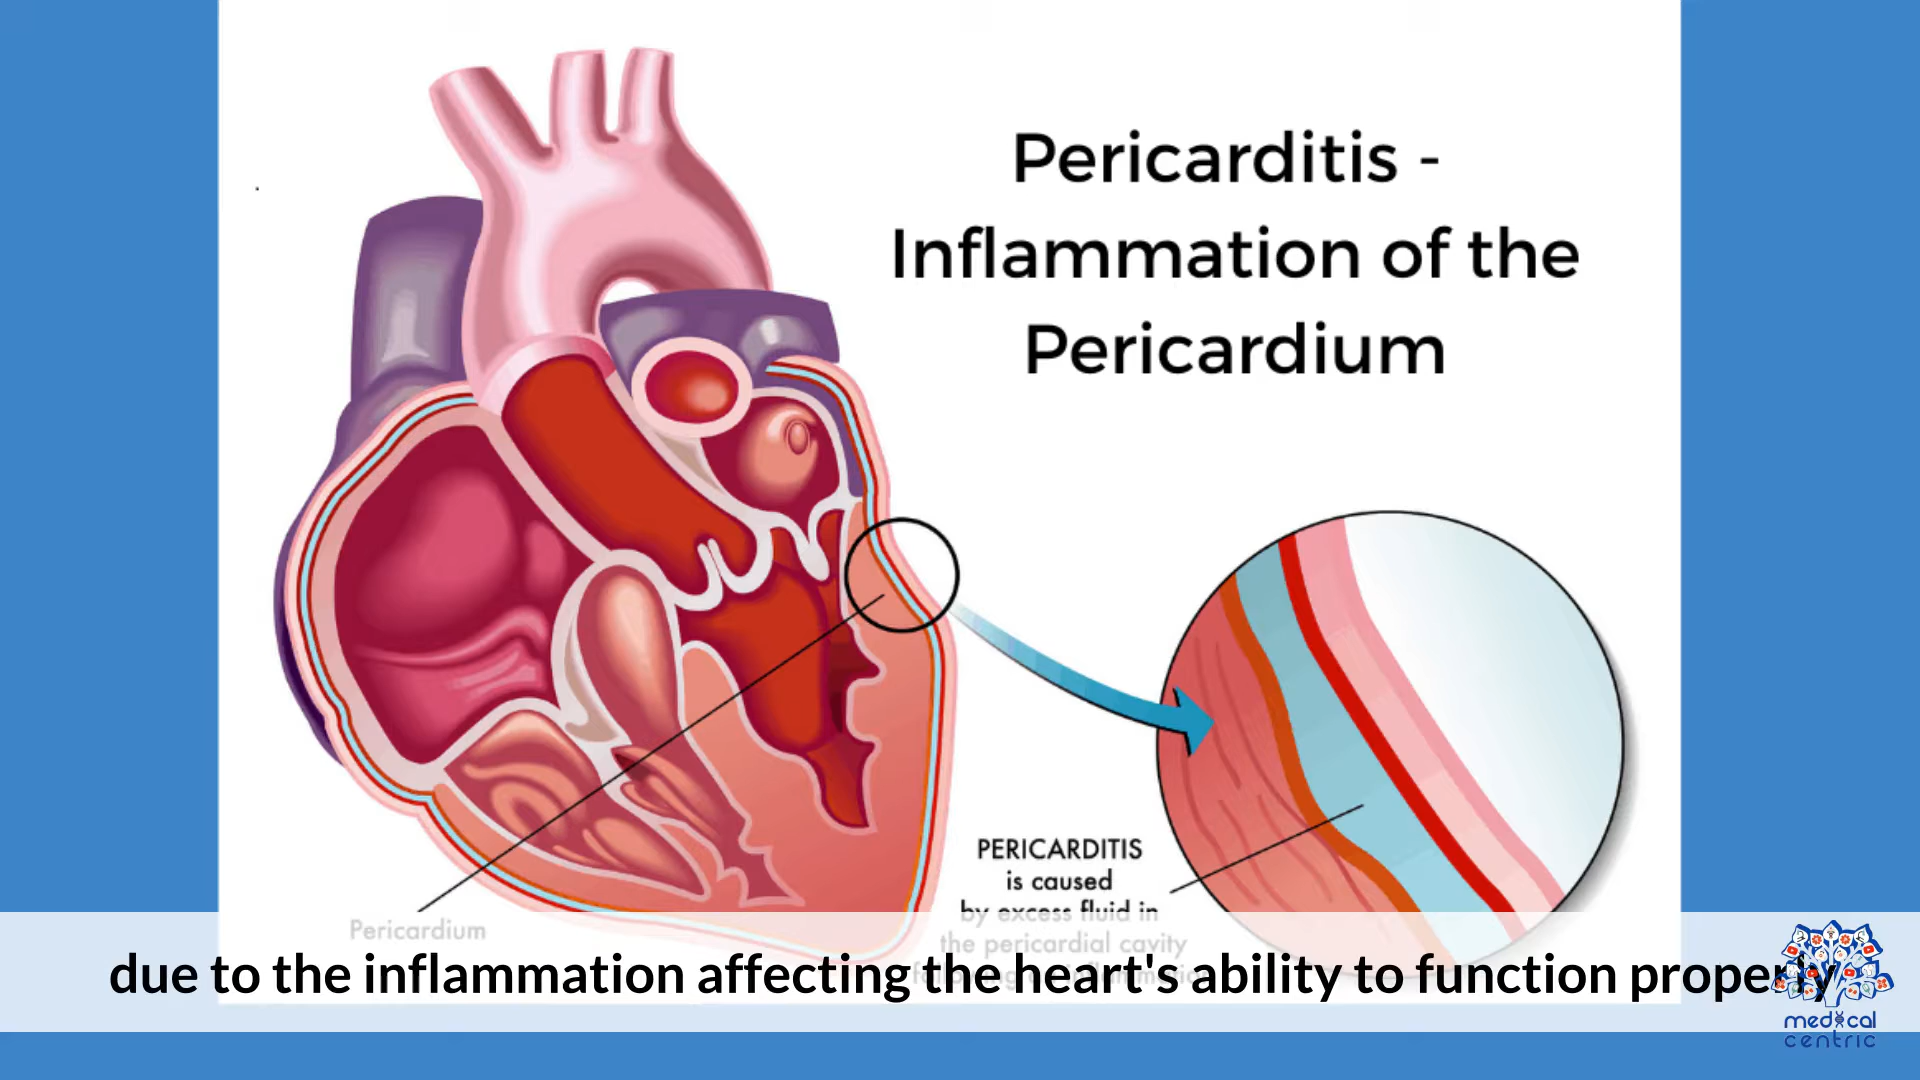 Pericarditis -
Inflammation of the
Pericardium
PERICARDITIS
is caused
by excess fluid in
the pericardial cavity
Pericardium
due to the inflammation affecting the heart's ability to function properly
medical
centric